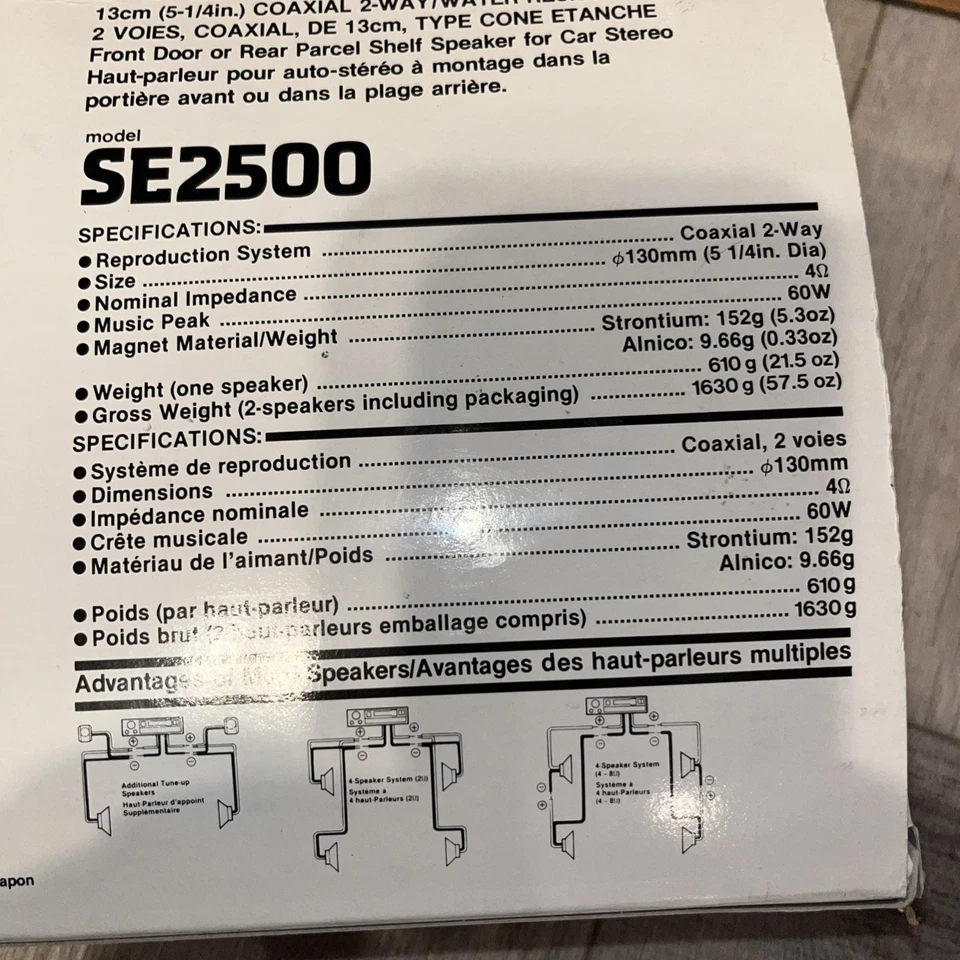 13cm (5-1/4in.) COAXIAL 2-WAY/WATER
2 VOIES, COAXIAL, DE 13cm, TYPE CONE ETANCHE
Front Door or Rear Parcel Shelf Speaker for Car Stereo
Haut-parleur pour auto-stéréo à montage dans la
portière avant ou dans la plage arrière.
model
SE2500
SPECIFICATIONS:
● Reproduction System ........ Coaxial 2-Way
● Size ........ ϕ130mm (5 1/4in. Dia)
● Nominal Impedance ........ 4Ω
● Music Peak ........ 60W
● Magnet Material/Weight ........ Strontium: 152g (5.3oz)
Alnico: 9.66g (0.33oz)
● Weight (one speaker) ........ 610 g (21.5 oz)
● Gross Weight (2-speakers including packaging) ........ 1630 g (57.5 oz)
SPECIFICATIONS:
● Système de reproduction ........ Coaxial, 2 voies
● Dimensions ........ ϕ130mm
● Impédance nominale ........ 4Ω
● Crête musicale ........ 60W
● Matériau de l'aimant/Poids ........ Strontium: 152g
Alnico: 9.66g
● Poids (par haut-parleur) ........ 610 g
● Poids brut (2 haut-parleurs emballage compris) ........ 1630 g
Advantages of Speakers/Avantages des haut-parleurs multiples
Additional Tune-up
Speakers
Haut-Parleur d'appoint
Supplémentaire
4-Speaker System (2Ω)
Système à
4 haut-Parleurs (2Ω)
4-Speaker System
(4 – 8Ω)
Système à
4 haut-Parleurs
(4 – 8Ω)
apon